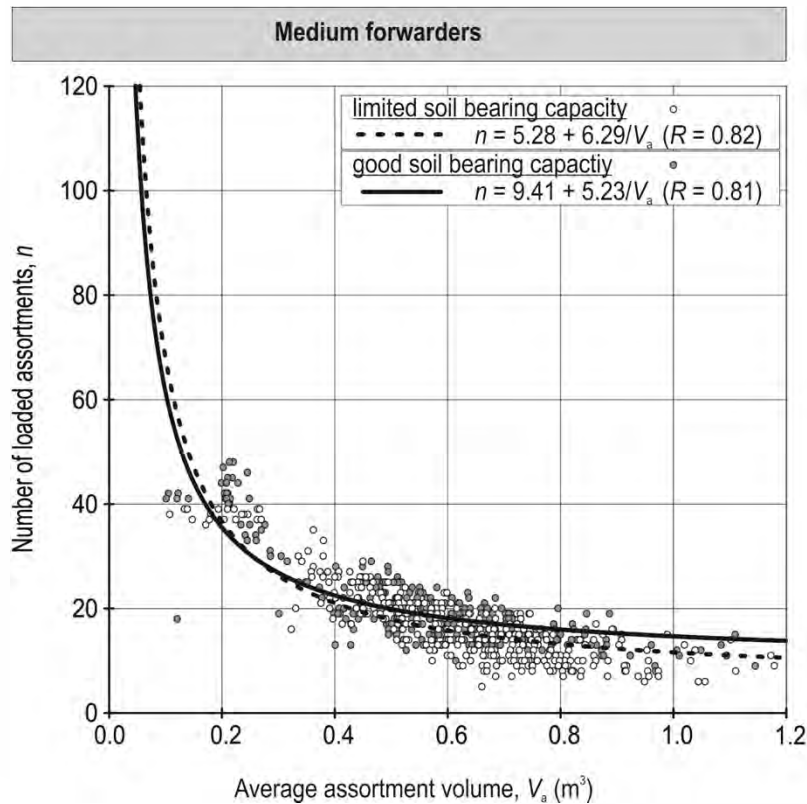 Medium forwarders
limited soil bearing capacity
n = 5.28 + 6.29/Vₐ (R = 0.82)
good soil bearing capactiy
n = 9.41 + 5.23/Vₐ (R = 0.81)
120
100
80
60
40
20
0
Number of loaded assortments, n
0.0 0.2 0.4 0.6 0.8 1.0 1.2
Average assortment volume, Vₐ (m³)